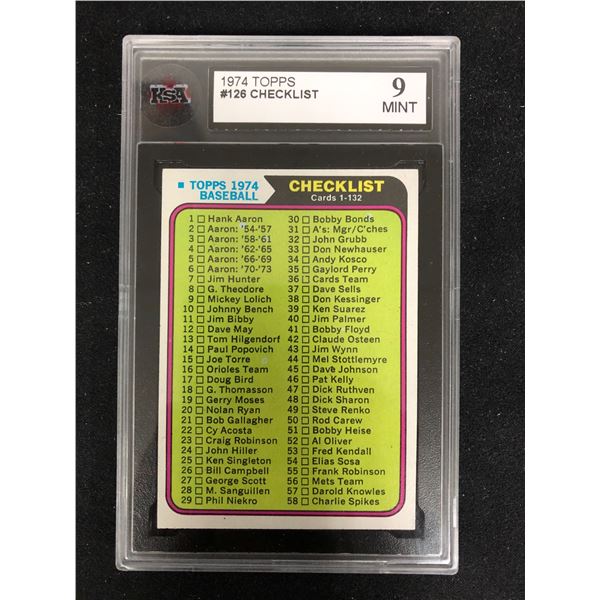 KSA
1974 TOPPS
#126 CHECKLIST
9
MINT
TOPPS 1974
BASEBALL
CHECKLIST
Cards 1-132
1 Hank Aaron
2 Aaron: '54-'57
3 Aaron: '58-'61
4 Aaron: '62-'65
5 Aaron: '66-'69
6 Aaron: '70-'73
7 Jim Hunter
8 G. Theodore
9 Mickey Lolich
10 Johnny Bench
11 Jim Bibby
12 Dave May
13 Tom Hilgendorf
14 Paul Popovich
15 Joe Torre
16 Orioles Team
17 Doug Bird
18 G. Thomasson
19 Gerry Moses
20 Nolan Ryan
21 Bob Gallagher
22 Cy Acosta
23 Craig Robinson
24 John Hiller
25 Ken Singleton
26 Bill Campbell
27 George Scott
28 M. Sanguillen
29 Phil Niekro
30 Bobby Bonds
31 A's: Mgr/C'ches
32 John Grubb
33 Don Newhauser
34 Andy Kosco
35 Gaylord Perry
36 Cards Team
37 Dave Sells
38 Don Kessinger
39 Ken Suarez
40 Jim Palmer
41 Bobby Floyd
42 Claude Osteen
43 Jim Wynn
44 Mel Stottlemyre
45 Dave Johnson
46 Pat Kelly
47 Dick Ruthven
48 Dick Sharon
49 Steve Renko
50 Rod Carew
51 Bobby Heise
52 Al Oliver
53 Fred Kendall
54 Elias Sosa
55 Frank Robinson
56 Mets Team
57 Darold Knowles
58 Charlie Spikes